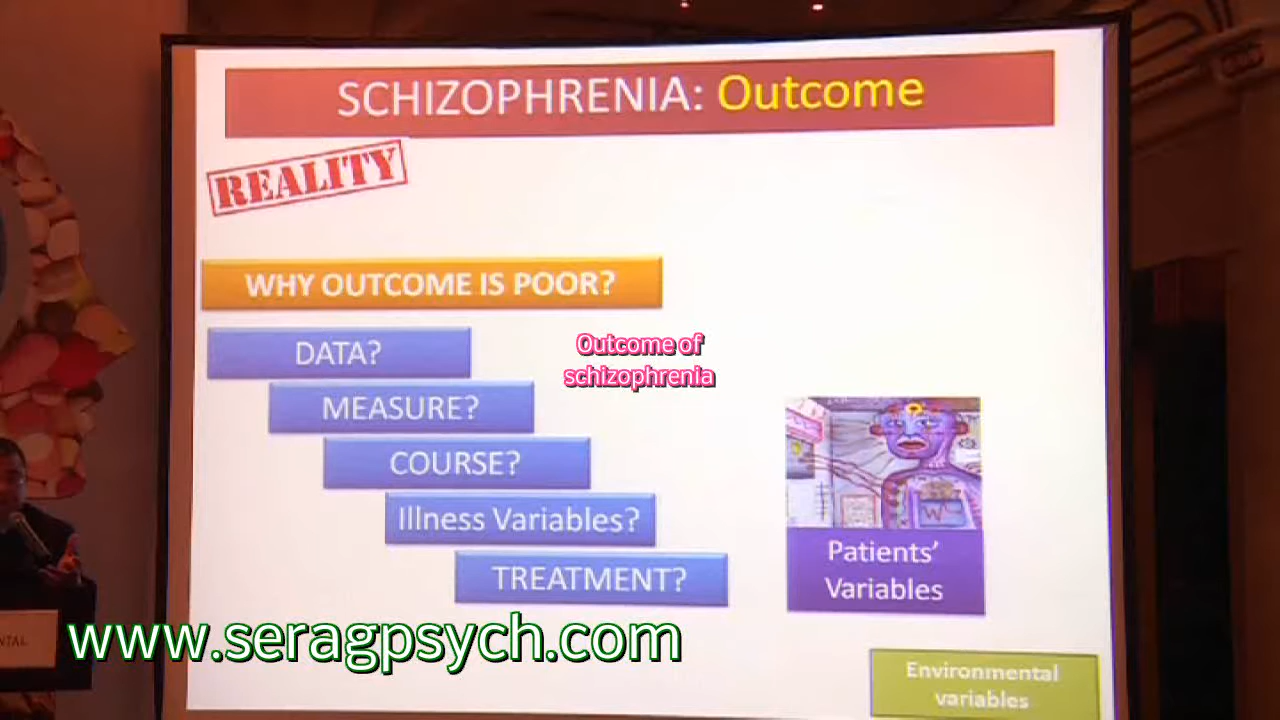 SCHIZOPHRENIA: Outcome
REALITY
WHY OUTCOME IS POOR?
DATA?
Outcome of
schizophrenia
MEASURE?
COURSE?
Illness Variables?
TREATMENT?
Patients'
Variables
www.seragpsych.com
Environmental
variables